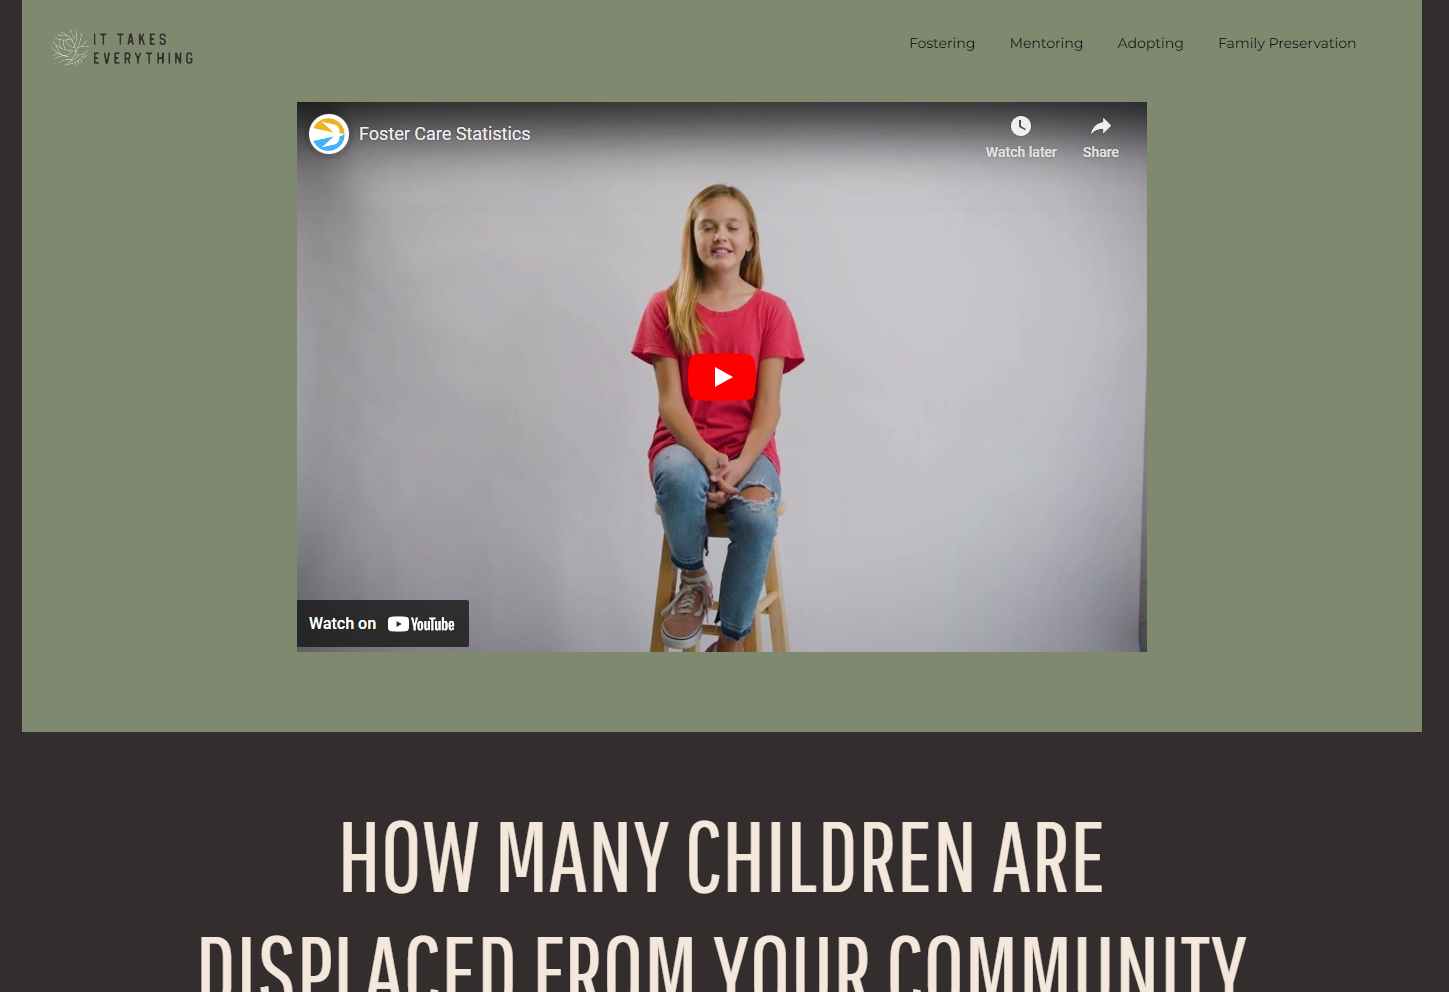 IT TAKES
EVERYTHING
Fostering Mentoring Adopting Family Preservation
Foster Care Statistics
Watch later Share
Watch on YouTube
HOW MANY CHILDREN ARE
DISPLACED FROM YOUR COMMUNITY